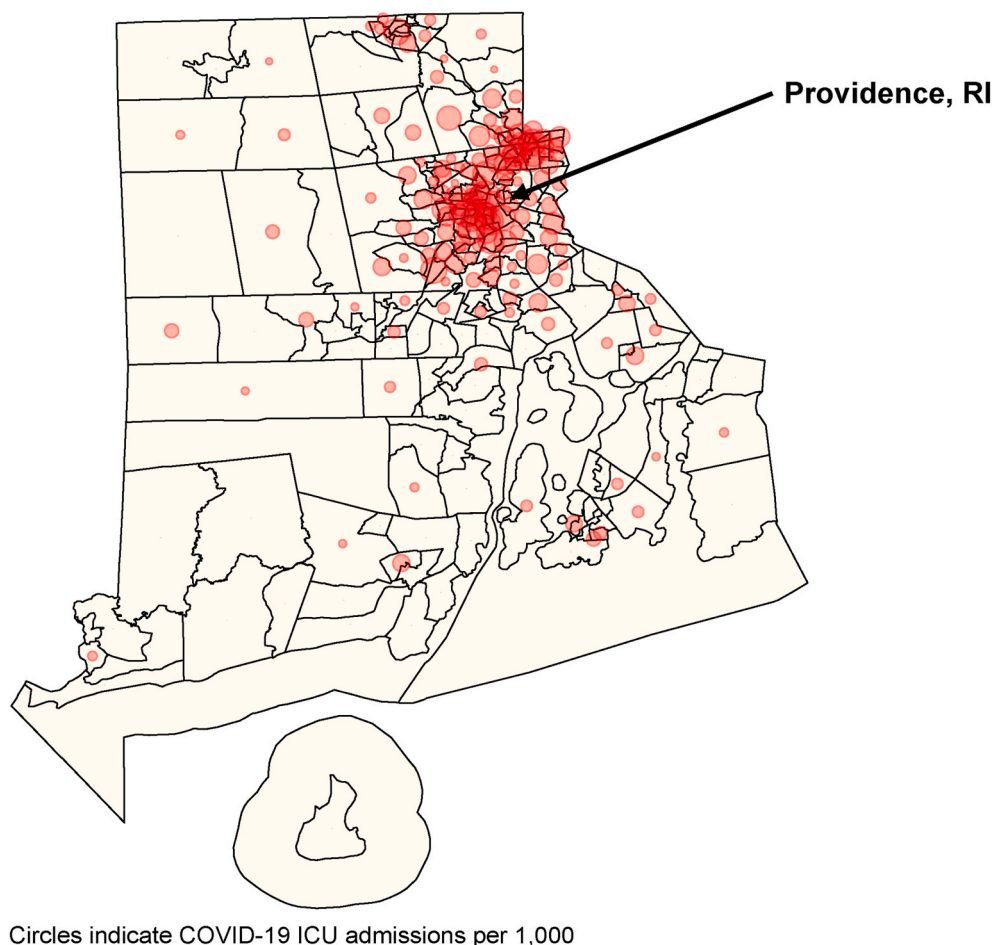 Providence, RI
Circles indicate COVID-19 ICU admissions per 1,000